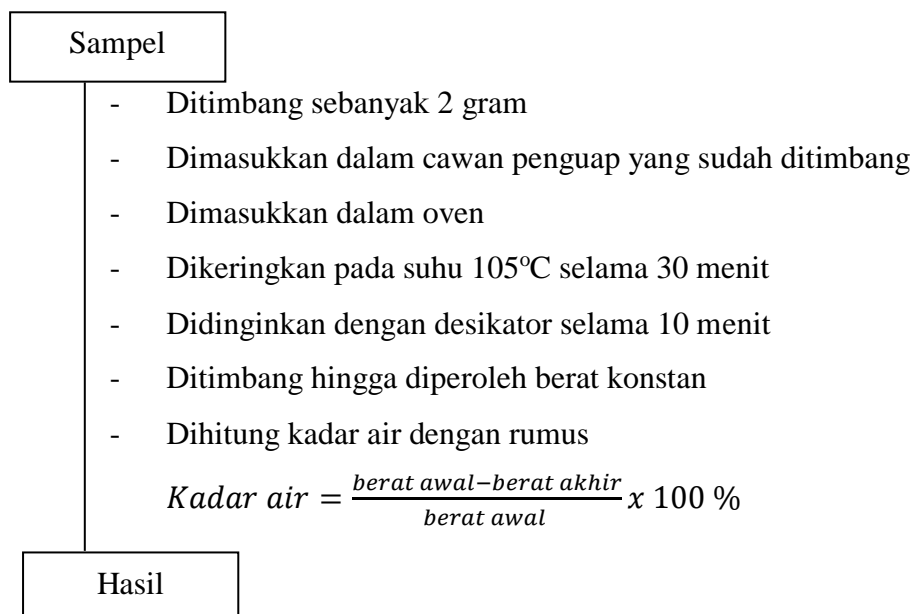 Sampel
- Ditimbang sebanyak 2 gram
- Dimasukkan dalam cawan penguap yang sudah ditimbang
- Dimasukkan dalam oven
- Dikeringkan pada suhu 105°C selama 30 menit
- Didinginkan dengan desikator selama 10 menit
- Ditimbang hingga diperoleh berat konstan
- Dihitung kadar air dengan rumus
Kadar air = berat awal−berat akhir / berat awal x 100 %
Hasil